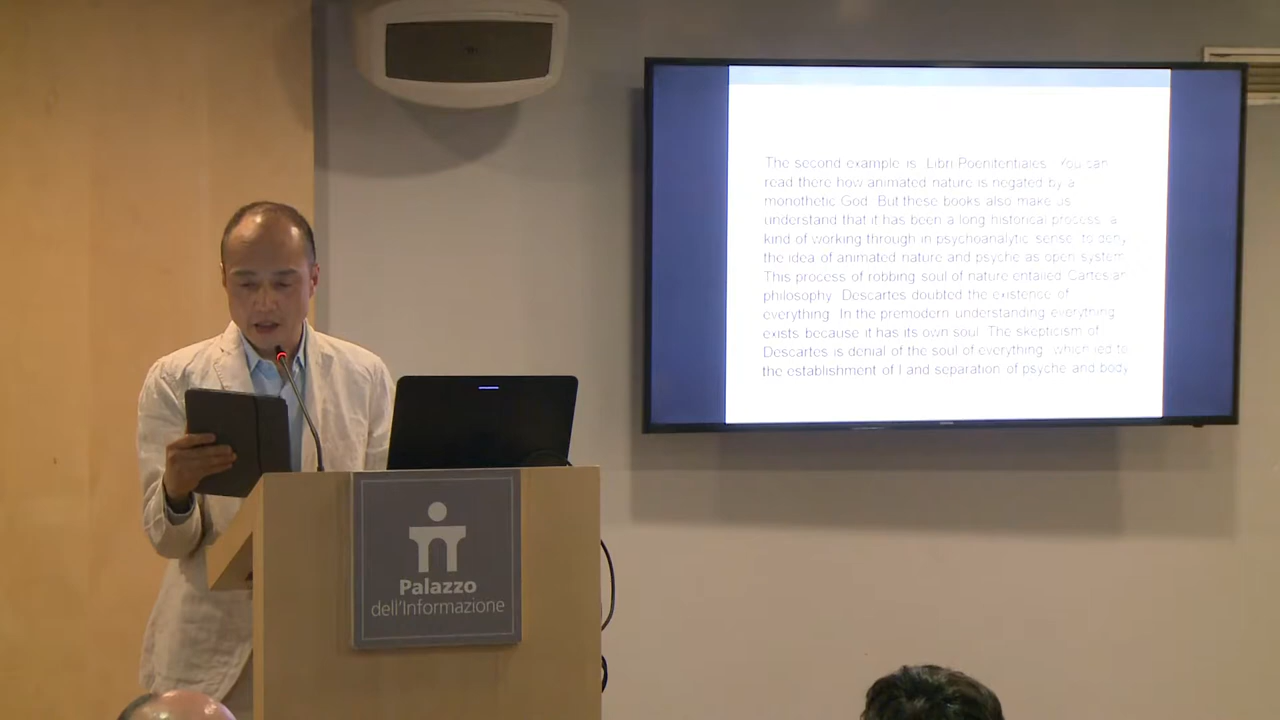 The second example is Libri Poenitentiales. You can
read there how animated nature is negated by a
monothetic God. But these books also make us
understand that it has been a long historical process, a
kind of working through in psychoanalytic sense, to deny
the idea of animated nature and psyche as open system.
This process of robbing soul of nature entailed Cartesian
philosophy. Descartes doubted the existence of
everything. In the premodern understanding everything
exists because it has its own soul. The skepticism of
Descartes is denial of the soul of everything, which led to
the establishment of I and separation of psyche and body.
Palazzo
dell'Informazione